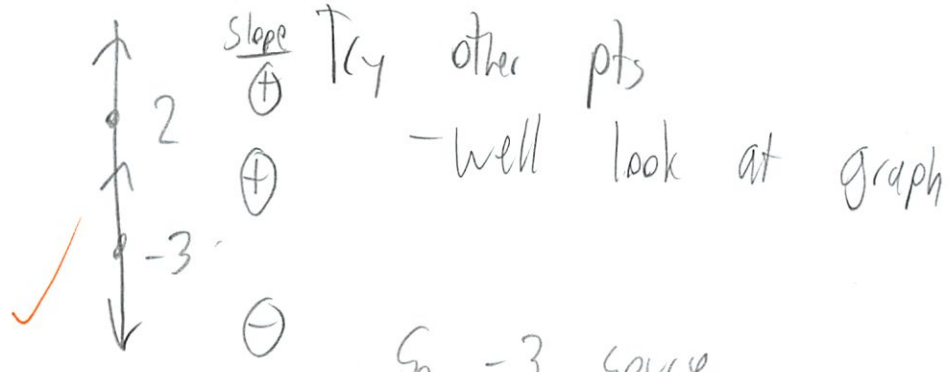 Slope Try other pts
⊕
2 - well look at graph
⊕
-3
⊖
So -3 source